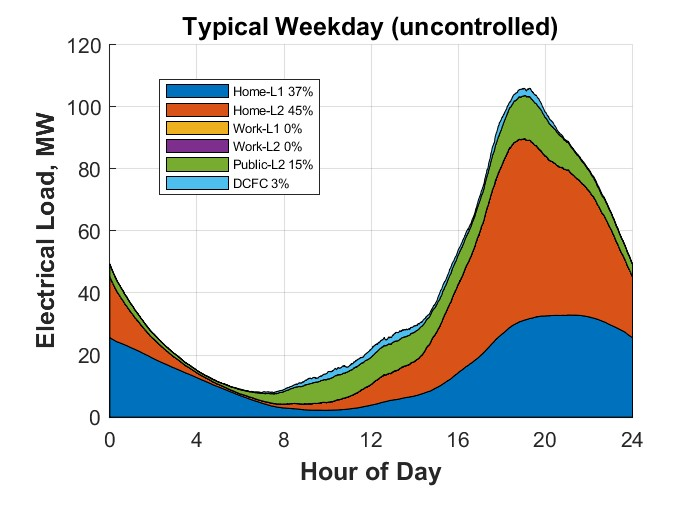 Typical Weekday (uncontrolled)
Electrical Load, MW
120
100
80
60
40
20
0
Home-L1 37%
Home-L2 45%
Work-L1 0%
Work-L2 0%
Public-L2 15%
DCFC 3%
0 4 8 12 16 20 24
Hour of Day